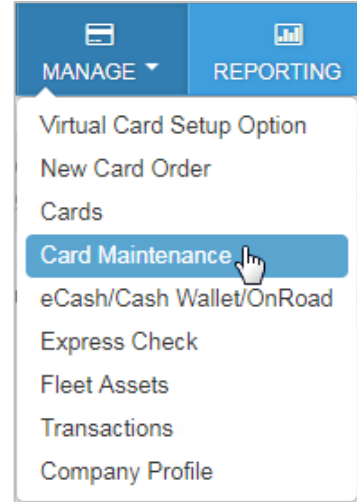 MANAGE
REPORTING
Virtual Card Setup Option
New Card Order
Cards
Card Maintenance
eCash/Cash Wallet/OnRoad
Express Check
Fleet Assets
Transactions
Company Profile